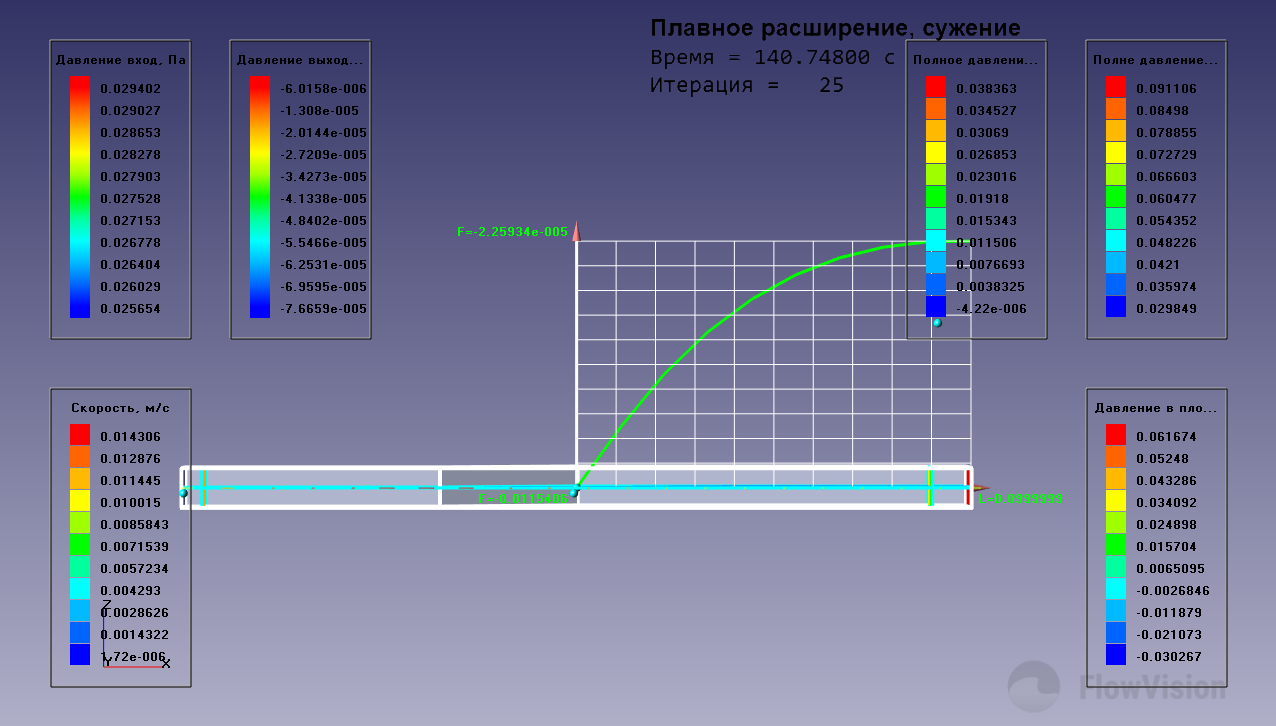 Плавное расширение, сужение
Время = 140.74800 с
Итерация = 25
Давление вход, Па
0.029402
0.029027
0.028653
0.028278
0.027903
0.027528
0.027153
0.026778
0.026404
0.026029
0.025654
Давление выход...
-6.0158e-006
-1.308e-005
-2.0144e-005
-2.7209e-005
-3.4273e-005
-4.1338e-005
-4.8402e-005
-5.5466e-005
-6.2531e-005
-6.9595e-005
-7.6659e-005
Полное давлени...
0.038363
0.034527
0.03069
0.026853
0.023016
0.01918
0.015343
0.011506
0.0076693
0.0038325
-4.22e-006
Полне давление...
0.091106
0.08498
0.078855
0.072729
0.066603
0.060477
0.054352
0.048226
0.0421
0.035974
0.029849
F=-2.25934e-005
Скорость, м/с
0.014306
0.012876
0.011445
0.010015
0.0085843
0.0071539
0.0057234
0.004293
0.0028626
0.0014322
1.72e-006
Z
Y
X
L=0.0999999
Давление в пло...
0.061674
0.05248
0.043286
0.034092
0.024898
0.015704
0.0065095
-0.0026846
-0.011879
-0.021073
-0.030267
FlowVision